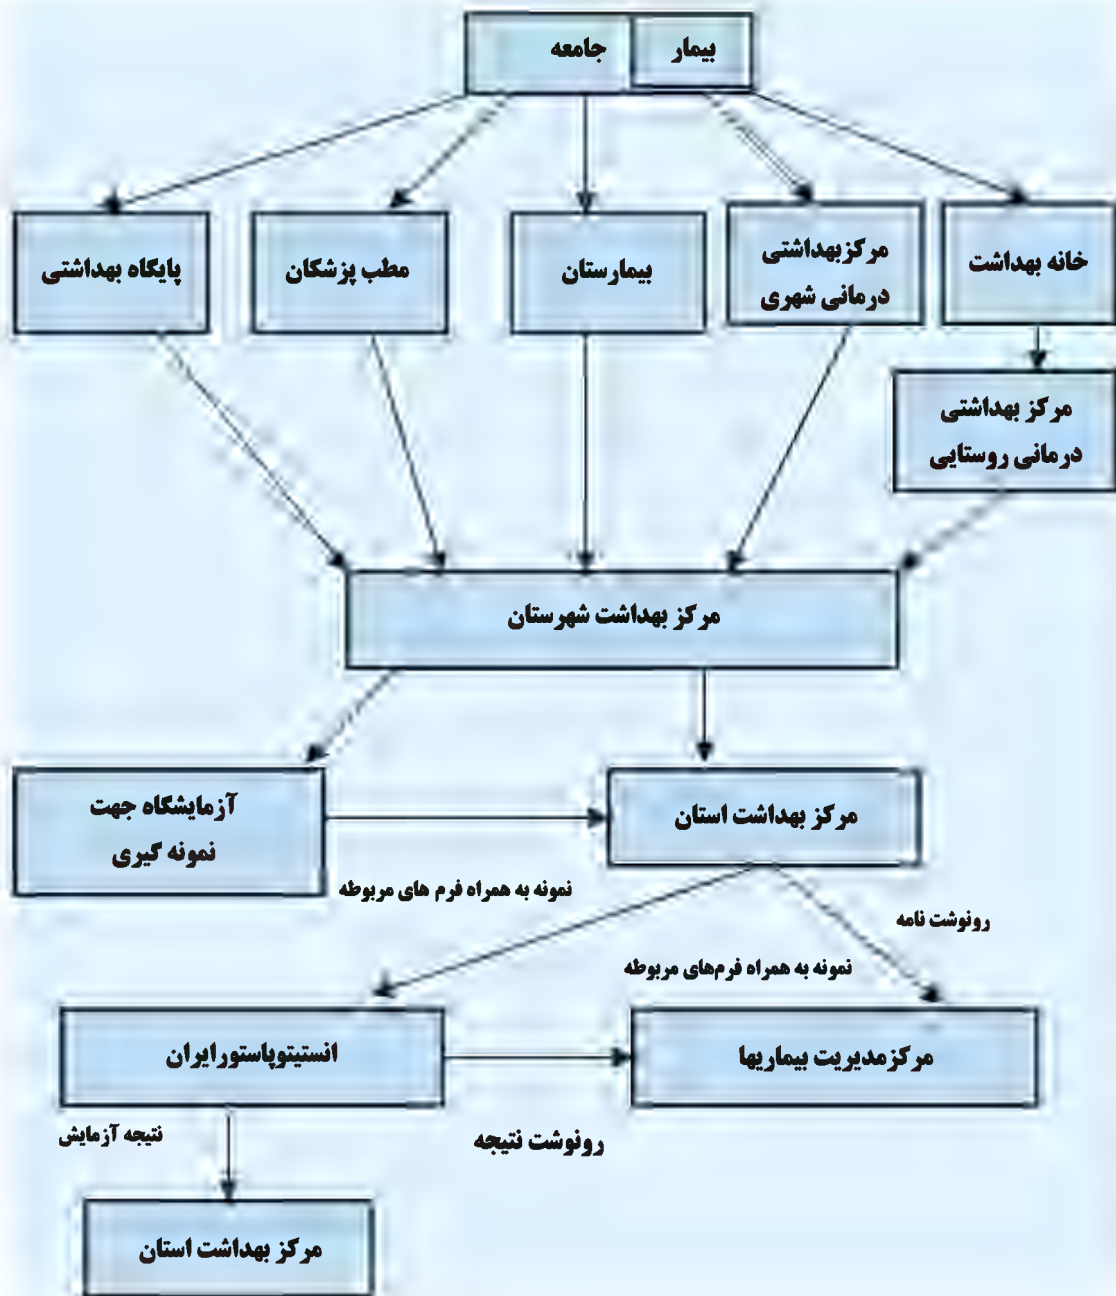 بیمار
جامعه
خانه بهداشت
مرکزبهداشتی
درمانی شهری
بیمارستان
مطب پزشکان
پایگاه بهداشتی
مرکز بهداشتی
درمانی روستایی
مرکز بهداشت شهرستان
آزمایشگاه جهت
نمونه گیری
مرکز بهداشت استان
نمونه به همراه فرم های مربوطه
رونوشت نامه
نمونه به همراه فرم‌های مربوطه
مرکزمدیریت بیماریها
انستیتوپاستورایران
نتیجه آزمایش
رونوشت نتیجه
مرکز بهداشت استان